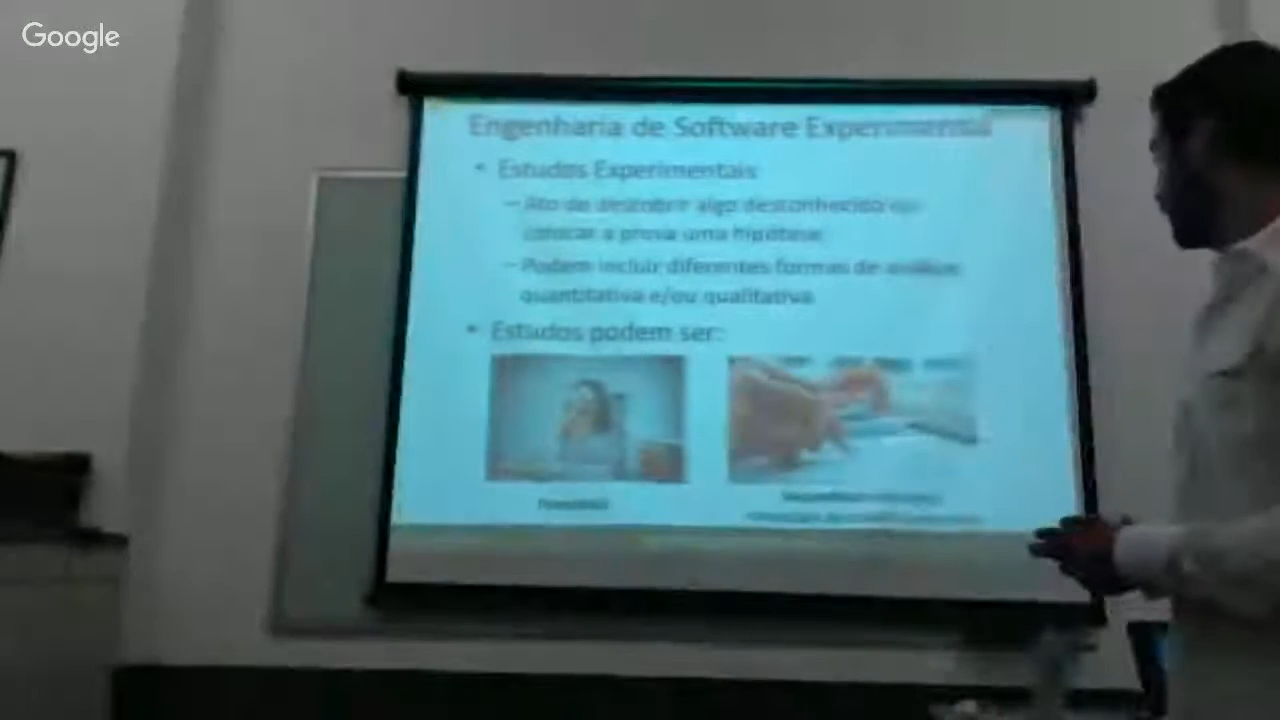 Google
Engenharia de Software Experimental
• Estudos Experimentais
– Ato de descobrir algo desconhecido ou
colocar a prova uma hipótese
– Podem incluir diferentes formas de análise
quantitativa e/ou qualitativa
• Estudos podem ser: